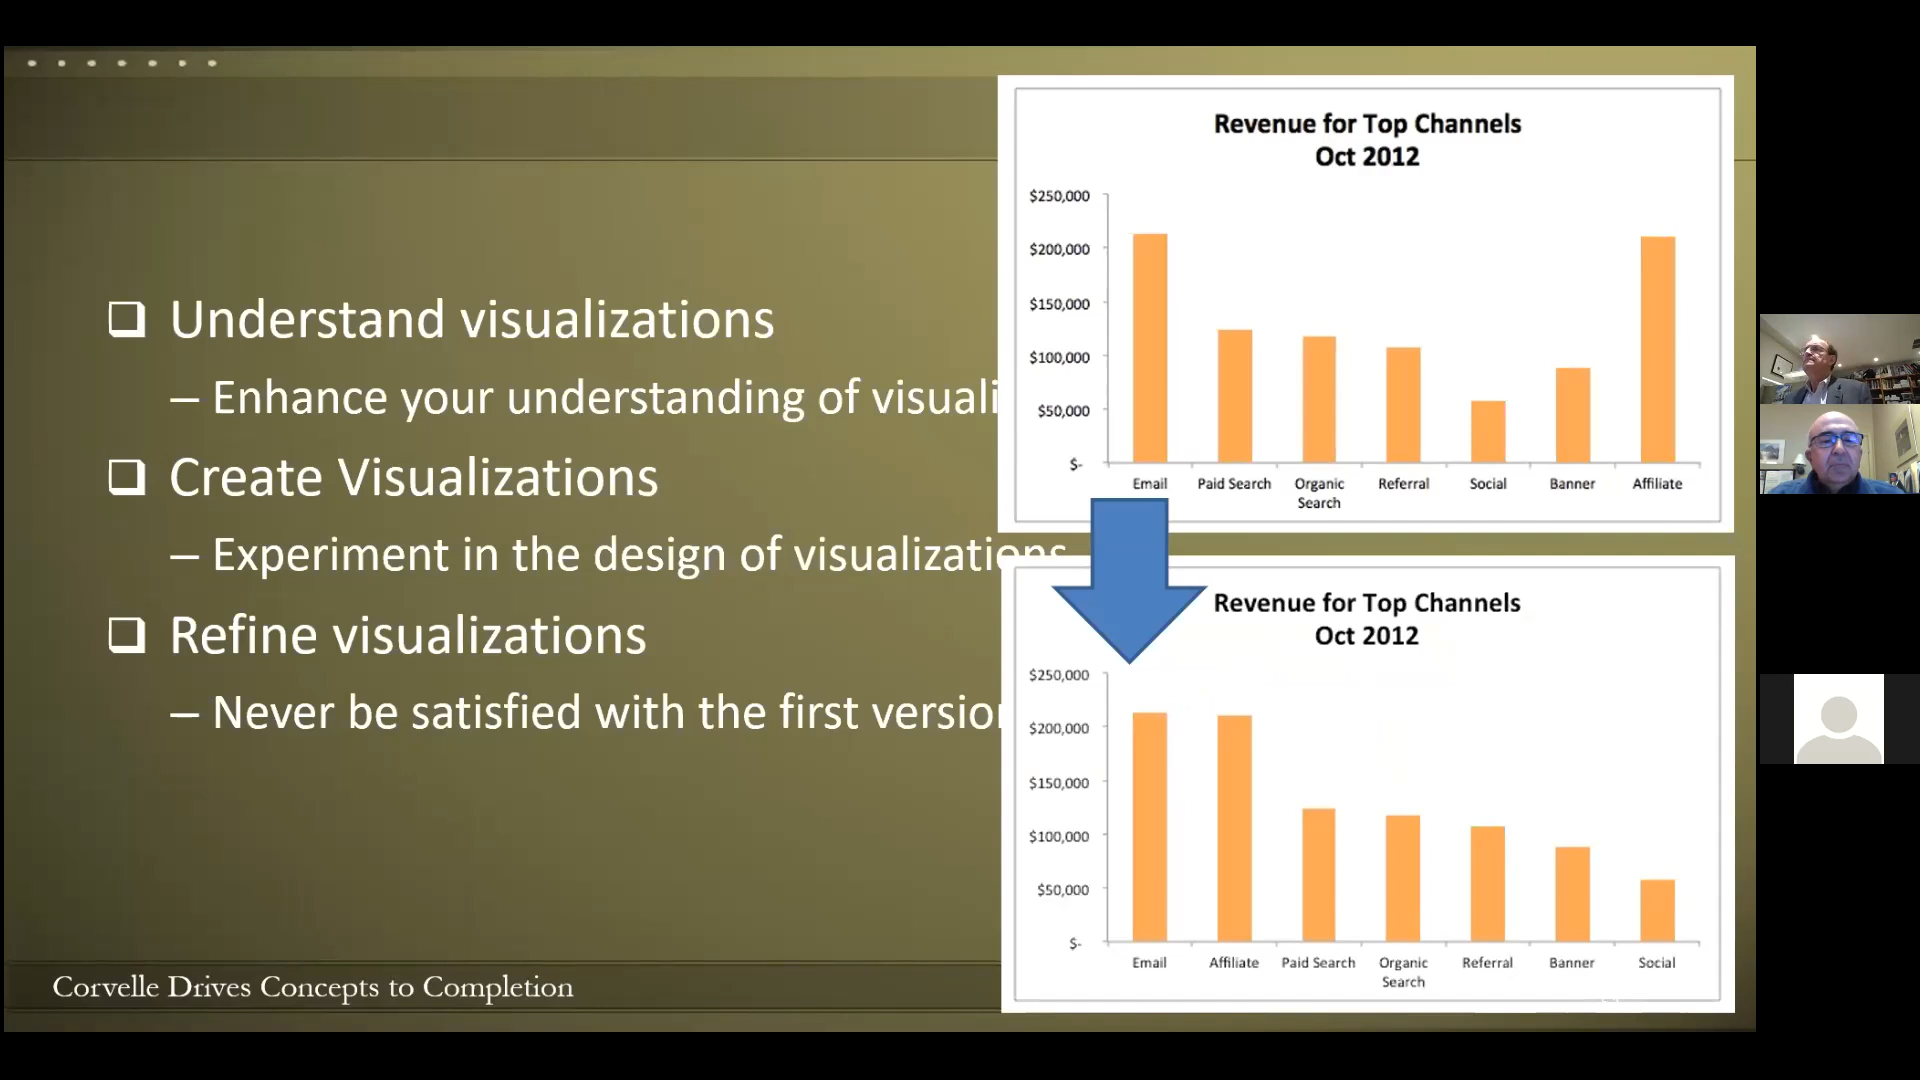 ❑ Understand visualizations
– Enhance your understanding of visuali
❑ Create Visualizations
– Experiment in the design of visualizations
❑ Refine visualizations
– Never be satisfied with the first version
Corvelle Drives Concepts to Completion
Revenue for Top Channels
Oct 2012
$250,000
$200,000
$150,000
$100,000
$50,000
$-
Email Paid Search Organic Search Referral Social Banner Affiliate
Revenue for Top Channels
Oct 2012
$250,000
$200,000
$150,000
$100,000
$50,000
$-
Email Affiliate Paid Search Organic Search Referral Banner Social